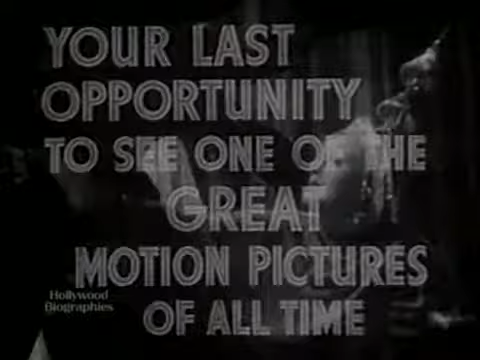 YOUR LAST
OPPORTUNITY
TO SEE ONE OF THE
GREAT
MOTION PICTURES
OF ALL TIME
Hollywood
Biographies